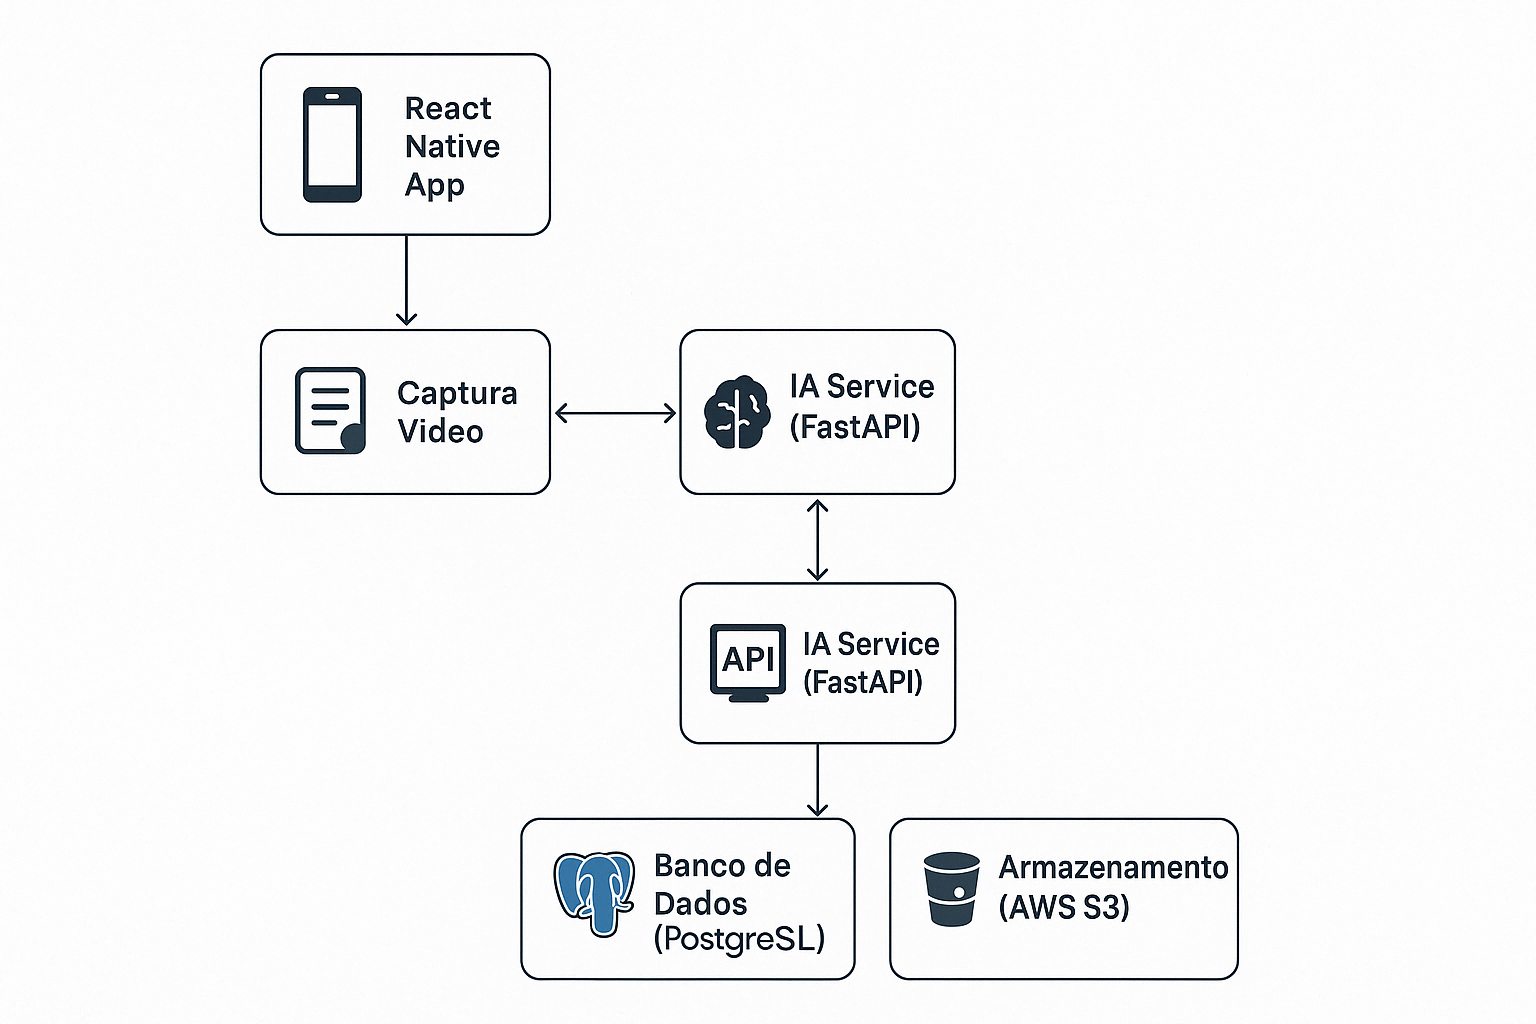 React
Native
App
Captura
Video
IA Service
(FastAPI)
API
IA Service
(FastAPI)
Banco de
Dados
(PostgreSL)
Armazenamento
(AWS S3)